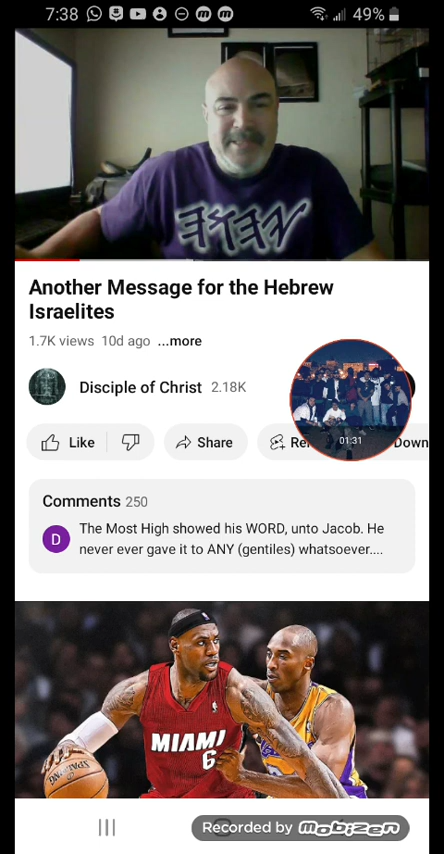 7:38
49%
Another Message for the Hebrew
Israelites
1.7K views 10d ago ...more
Disciple of Christ 2.18K
01:31
Like
Share
Down
Comments 250
D
The Most High showed his WORD, unto Jacob. He
never ever gave it to ANY (gentiles) whatsoever....
MIAMI
6
SPALDING
Recorded by Mobizen